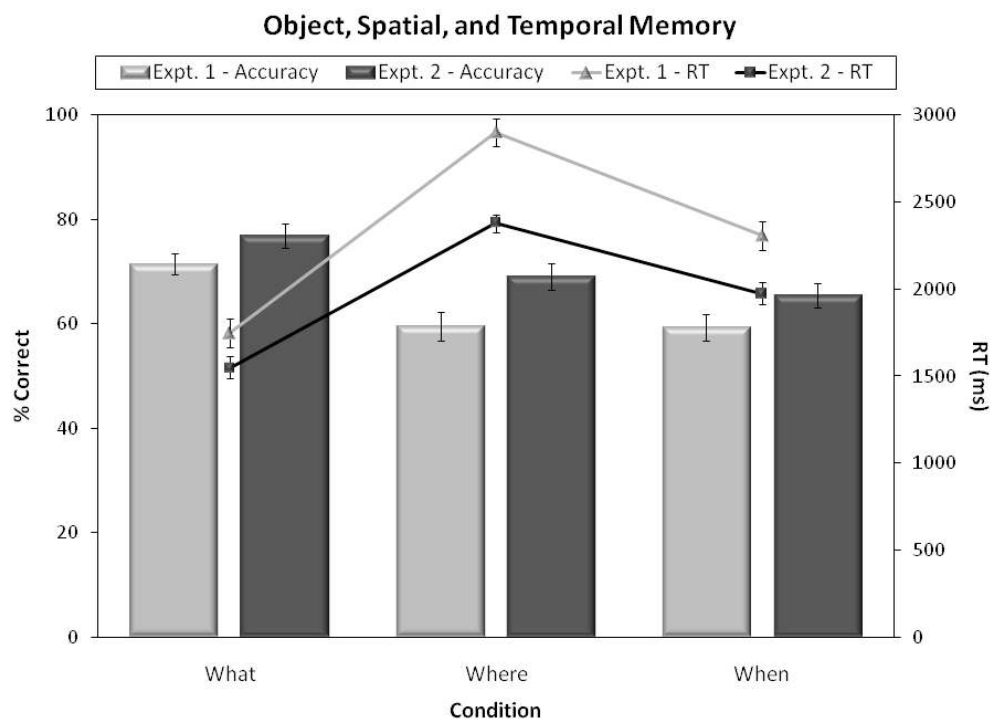 Object, Spatial, and Temporal Memory
Expt. 1 - Accuracy Expt. 2 - Accuracy Expt. 1 - RT Expt. 2 - RT
100 3000
2500
80
2000
60
1500
40
1000
20
500
0 0
% Correct
RT (ms)
What Where When
Condition